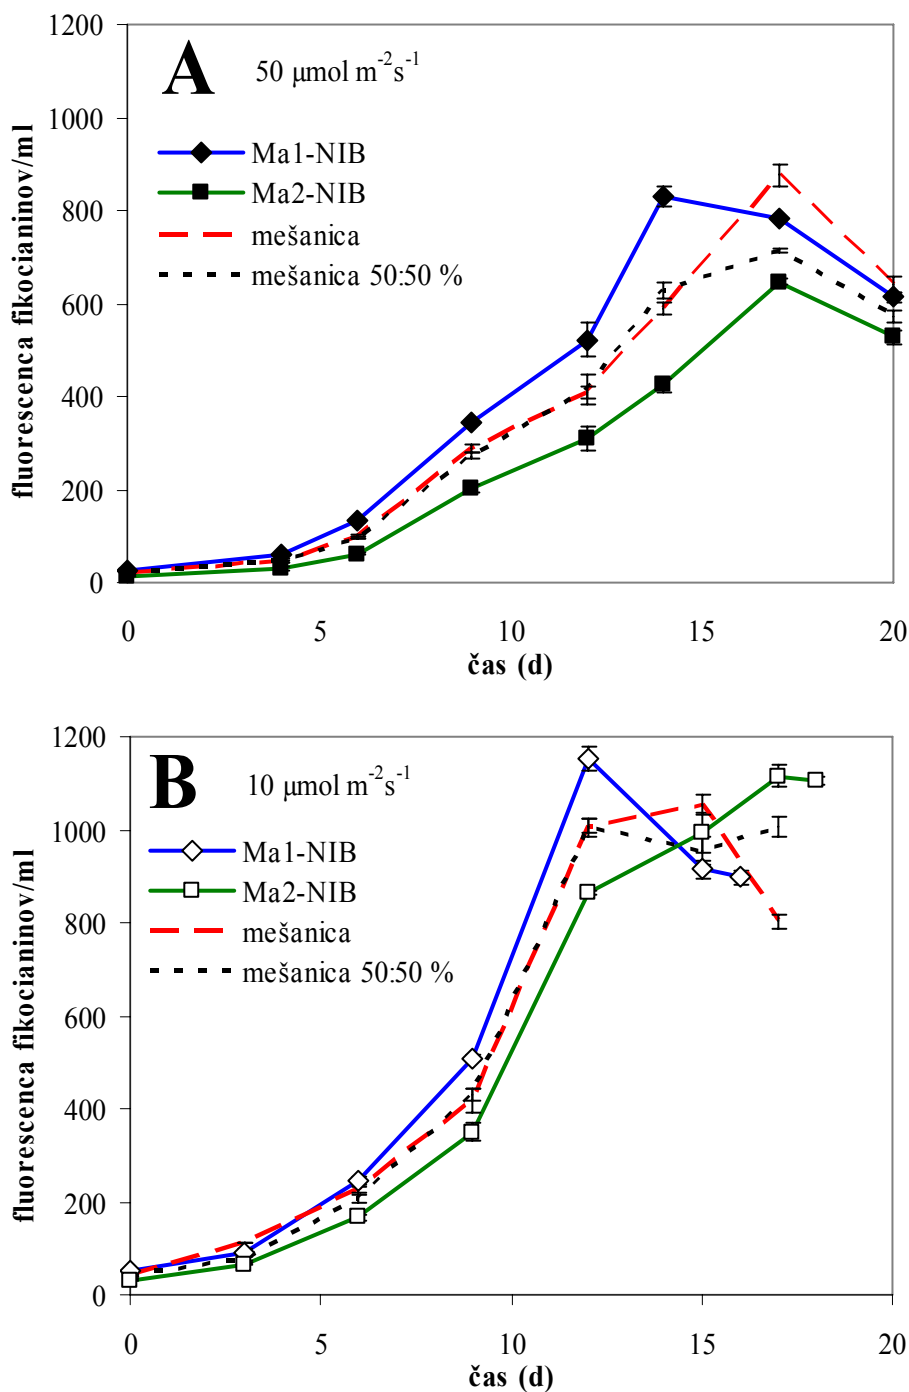 1200
1000
800
600
400
200
0
fluorescenca fikocianinov/ml
A 50 µmol m⁻²s⁻¹
Ma1-NIB
Ma2-NIB
mešanica
mešanica 50:50 %
0 5 10 15 20
čas (d)
1200
1000
800
600
400
200
0
fluorescenca fikocianinov/ml
B 10 µmol m⁻²s⁻¹
Ma1-NIB
Ma2-NIB
mešanica
mešanica 50:50 %
0 5 10 15 20
čas (d)